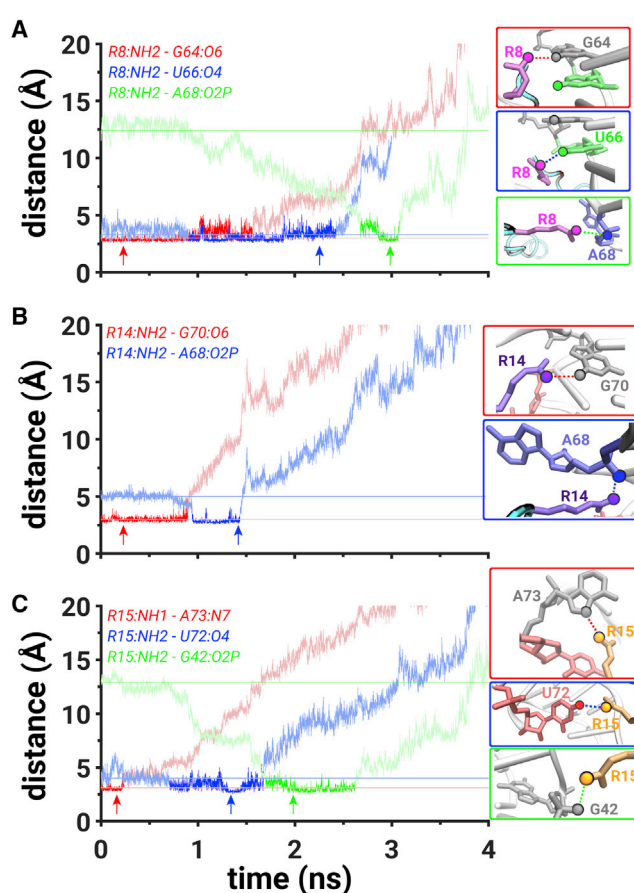 A
R8:NH2 - G64:O6
R8:NH2 - U66:O4
R8:NH2 - A68:O2P
distance (Å)
20
15
10
5
0
R8
G64
R8
U66
R8
A68
B
R14:NH2 - G70:O6
R14:NH2 - A68:O2P
distance (Å)
20
15
10
5
0
R14
G70
A68
R14
C
R15:NH1 - A73:N7
R15:NH2 - U72:O4
R15:NH2 - G42:O2P
distance (Å)
20
15
10
5
0
0 1 2 3 4
time (ns)
A73
R15
U72
R15
R15
G42